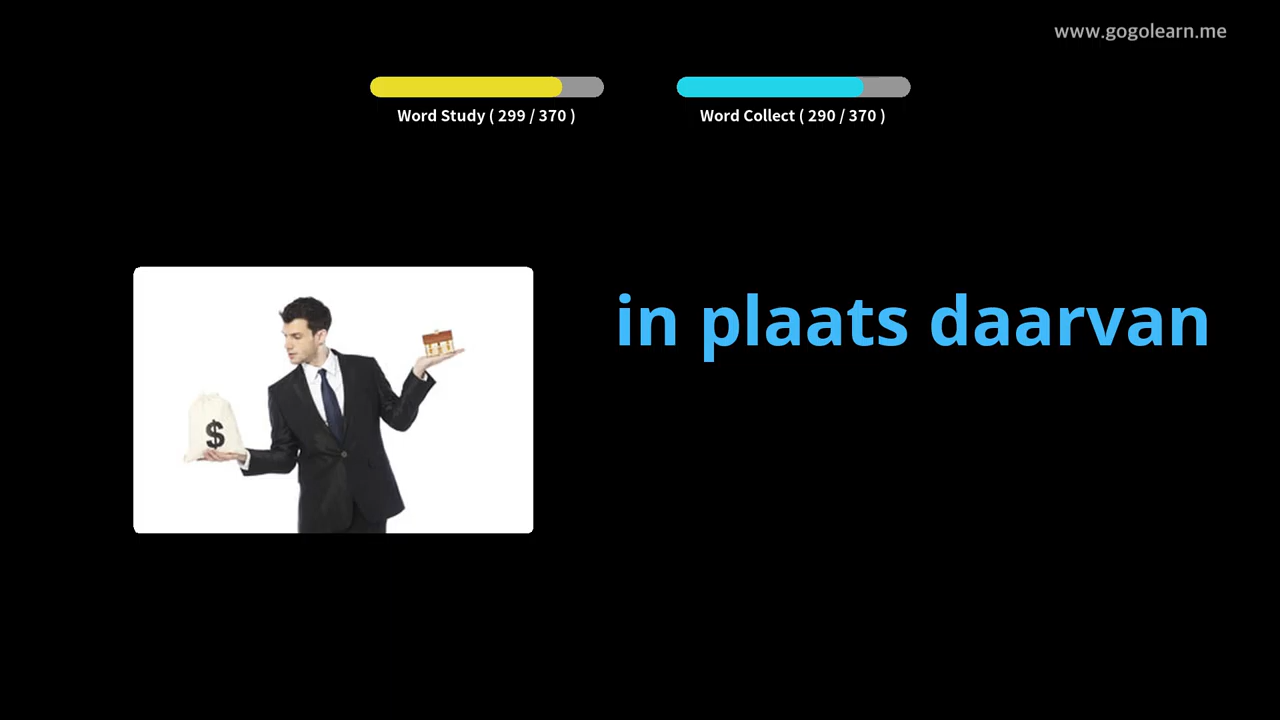 www.gogolearn.me
Word Study ( 299 / 370 )
Word Collect ( 290 / 370 )
in plaats daarvan
$